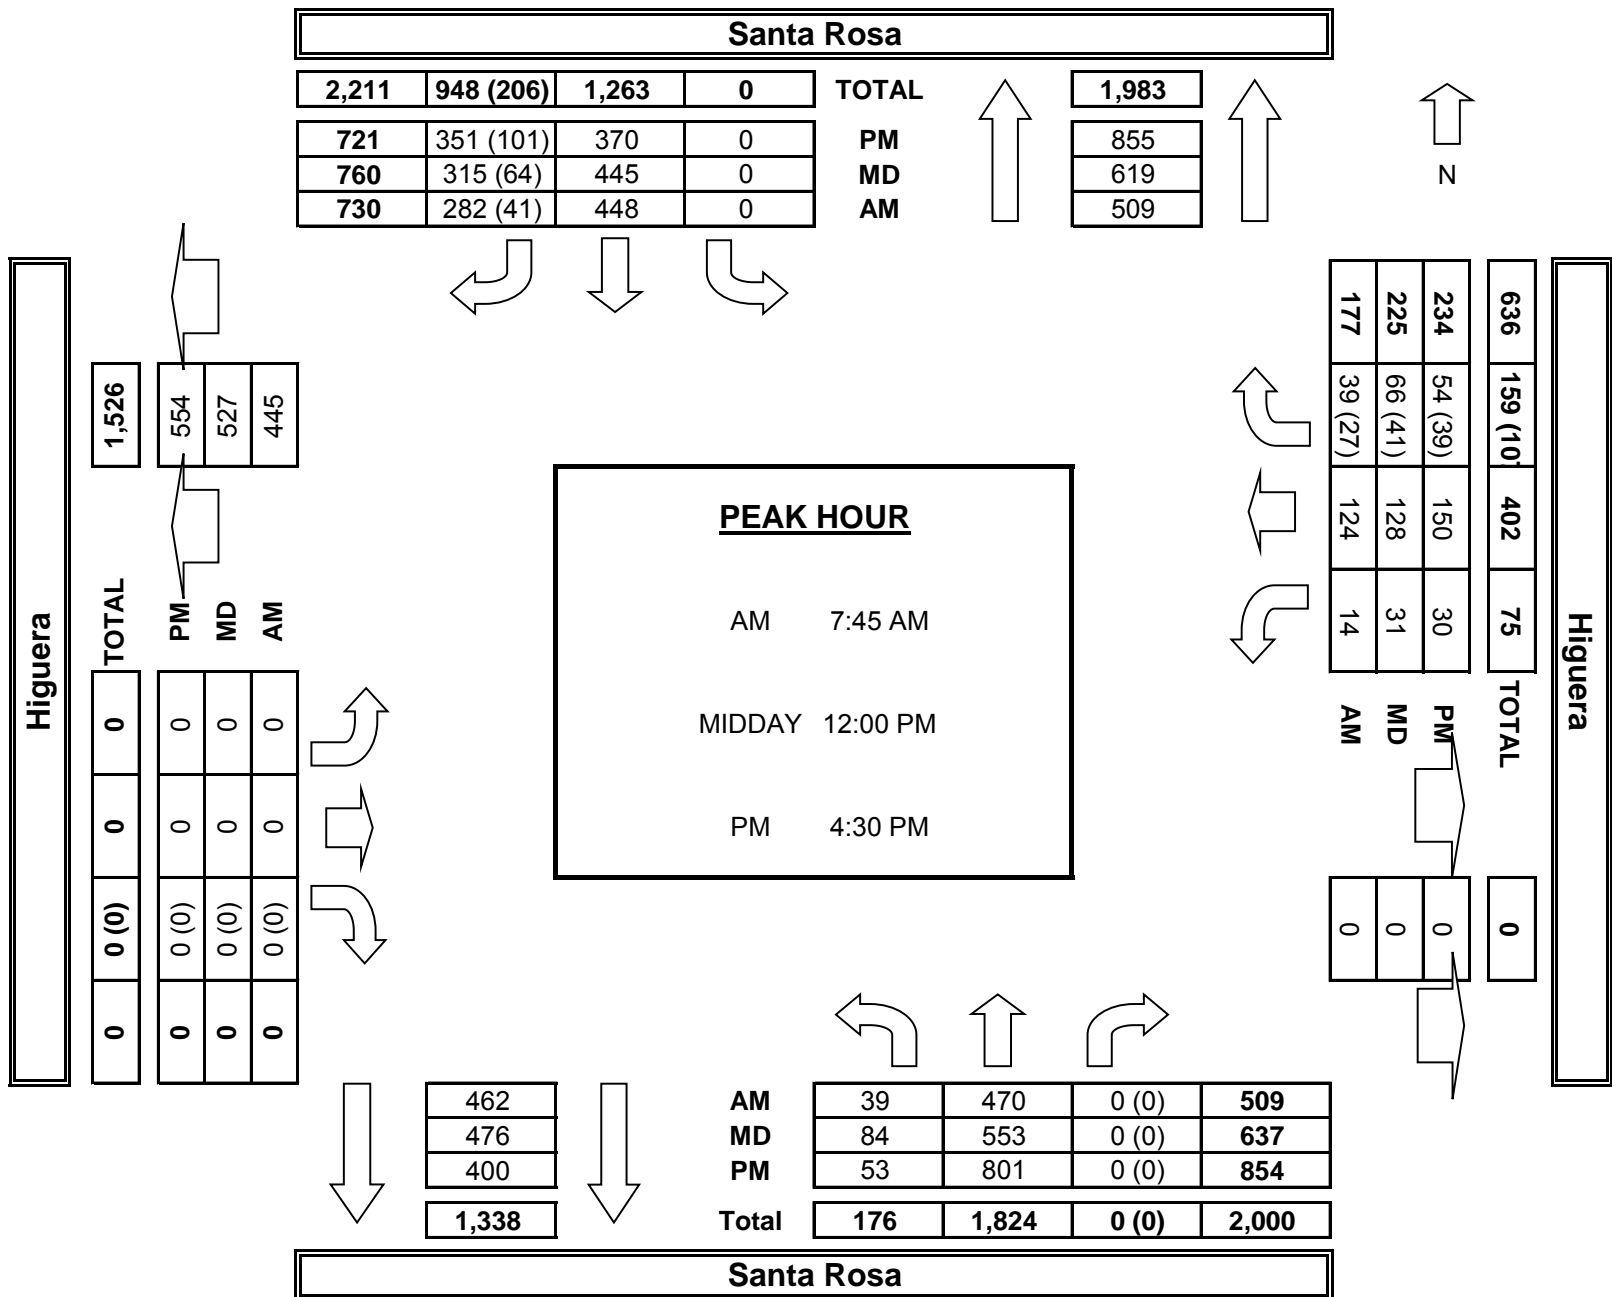 Santa Rosa
2,211 948 (206) 1,263 0 TOTAL 1,983
721 351 (101) 370 0 PM 855
760 315 (64) 445 0 MD 619
730 282 (41) 448 0 AM 509
N
Higuera
1,526 554 527 445
TOTAL PM MD AM
0 0 0 0
0 0 0 0
0 (0) 0 (0) 0 (0) 0 (0)
0 0 0 0
PEAK HOUR
AM 7:45 AM
MIDDAY 12:00 PM
PM 4:30 PM
177 225 234 636
39 (27) 66 (41) 54 (39) 159 (10
124 128 150 402
14 31 30 75
AM MD PM TOTAL
0 0 0 0
Higuera
462 AM 39 470 0 (0) 509
476 MD 84 553 0 (0) 637
400 PM 53 801 0 (0) 854
1,338 Total 176 1,824 0 (0) 2,000
Santa Rosa